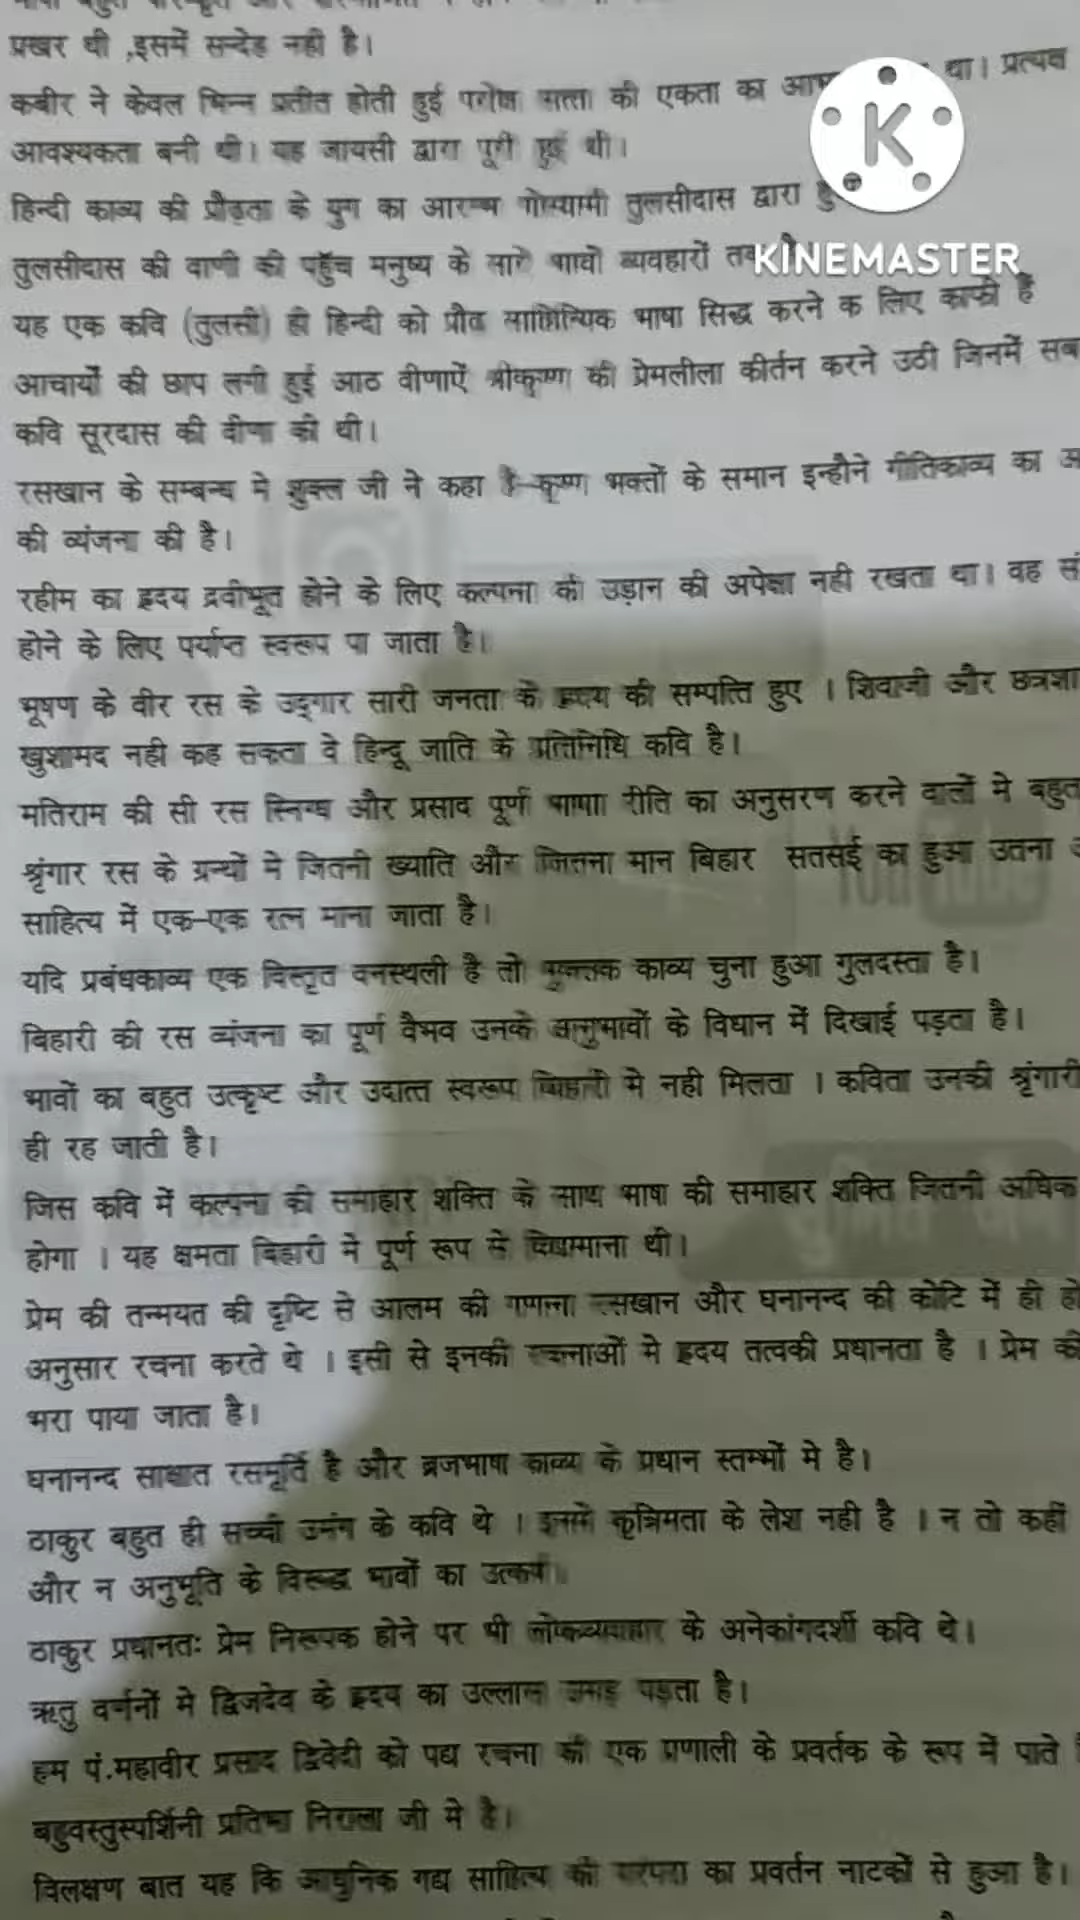 प्रखर थी ,इसमें सन्देह नही है।
कबीर ने केवल भिन्न प्रतीत होती हुई परोक्ष सत्ता की एकता का था। प्रत्यक्ष
आवश्यकता बनी थी। यह जायसी द्वारा पूरी हुई थी।
हिन्दी काव्य की प्रौढ़ता के युग का आरम्भ गोस्वामी तुलसीदास द्वारा
तुलसीदास की वाणी की पहुँच मनुष्य के सारे भावों व्यवहारों तक
KINEMASTER
यह एक कवि (तुलसी) ही हिन्दी को प्रौढ साहित्यिक भाषा सिद्ध करने क लिए काफी है
आचार्यों की छाप लगी हुई आठ वीणाऐं श्रीकृष्ण की प्रेमलीला कीर्तन करने उठी जिनमें सब
कवि सूरदास की वीणा की थी।
रसखान के सम्बन्ध मे शुक्ल जी ने कहा है–कृष्ण भक्तों के समान इन्होने गीतिकाव्य का
की व्यंजना की है।
रहीम का ह्रदय द्रवीभूत होने के लिए कल्पना की उड़ान की अपेक्षा नही रखता था। वह
होने के लिए पर्याप्त स्वरूप पा जाता है।
भूषण के वीर रस के उद्‌गार सारी जनता के ह्रदय की सम्पत्ति हुए । शिवाजी और
खुशामद नही कह सकता वे हिन्दू जाति के प्रतिनिधि कवि है।
मतिराम की सी रस स्निग्ध और प्रसाद पूर्ण भाषा रीति का अनुसरण करने वालों मे बहुत
श्रृंगार रस के ग्रन्थों मे जितनी ख्याति और जितना मान बिहार सतसई का हुआ उतना
साहित्य में एक–एक रत्न माना जाता है।
यदि प्रबंधकाव्य एक विस्तृत वनस्थली है तो मुक्तक काव्य चुना हुआ गुलदस्ता है।
बिहारी की रस व्यंजना का पूर्ण वैभव उनके अनुभावों के विधान में दिखाई पड़ता है।
भावों का बहुत उत्कृष्ट और उदात्त स्वरूप बिहारी मे नही मिलता । कविता उनकी श्रृंगारी
ही रह जाती है।
जिस कवि में कल्पना की समाहार शक्ति के साथ भाषा की समाहार शक्ति जितनी अधिक
होगा । यह क्षमता बिहारी मे पूर्ण रूप से थी।
प्रेम की तन्मयत की दृष्टि से आलम की गणना रसखान और घनानन्द की कोटि में ही
अनुसार रचना करते थे । इसी से इनकी रचनाओं मे ह्रदय तत्वकी प्रधानता है । प्रेम की
भरा पाया जाता है।
घनानन्द साक्षात रसमूर्ति है और ब्रजभाषा काव्य के प्रधान स्तम्भों मे है।
ठाकुर बहुत ही सच्ची उमंग के कवि थे । इनमे कृत्रिमता के लेश नही है । न तो कहीं
और न अनुभूति के विरूद्ध भावों का उत्कर्ष।
ठाकुर प्रधानतः प्रेम निरूपक होने पर भी लोकव्यवहार के अनेकांगदर्शी कवि थे।
ऋतु वर्णनों मे द्विजदेव के ह्रदय का उल्लास उमड़ पड़ता है।
हम पं.महावीर प्रसाद द्विवेदी को पद्य रचना की एक प्रणाली के प्रवर्तक के रूप में पाते
बहुवस्तुस्पर्शिनी प्रतिभा निराला जी मे है।
विलक्षण बात यह कि आधुनिक गद्य साहित्य की परंपरा का प्रवर्तन नाटकों से हुआ है।